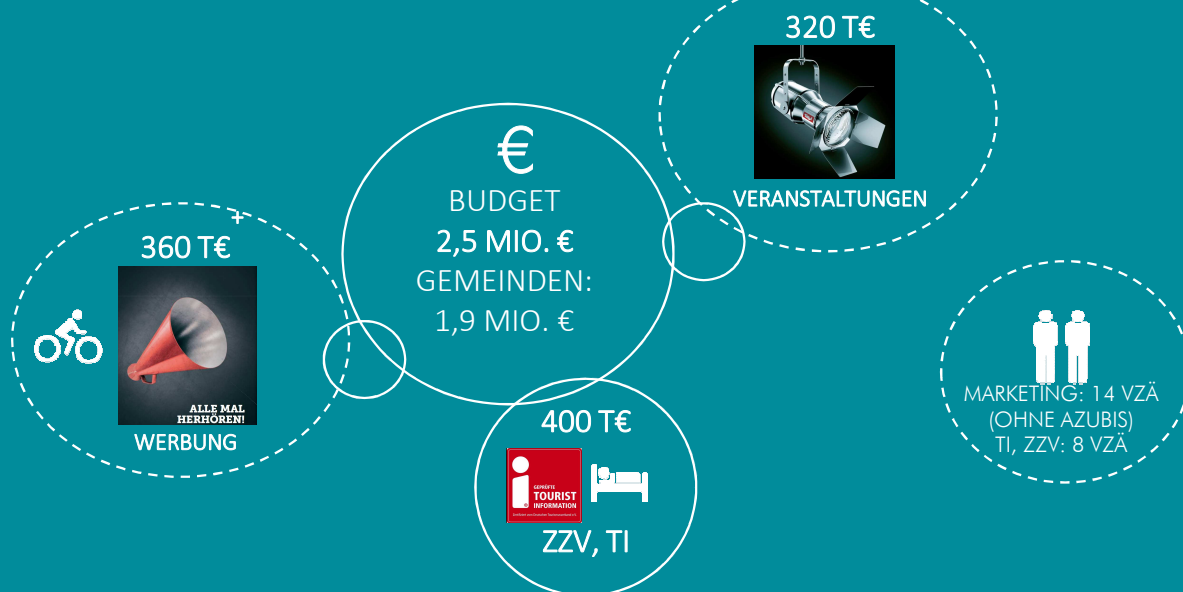 320 T€
VERANSTALTUNGEN
€
BUDGET
2,5 MIO. €
GEMEINDEN:
1,9 MIO. €
+
360 T€
ALLE MAL
HERHÖREN!
WERBUNG
MARKETING: 14 VZÄ
(OHNE AZUBIS)
TI, ZZV: 8 VZÄ
400 T€
GEPRÜFTE
TOURIST
INFORMATION
ZZV, TI